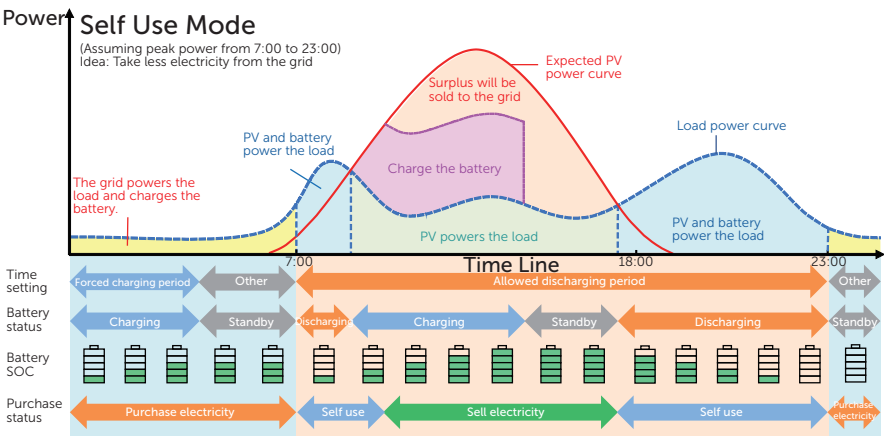 Power
Self Use Mode
(Assuming peak power from 7:00 to 23:00)
Idea: Take less electricity from the grid
Expected PV
power curve
Surplus will be
sold to the grid
Load power curve
PV and battery
power the load
Charge the battery
The grid powers the
load and charges the
battery.
PV powers the load
PV and battery
power the load
7:00
Time Line
18:00
23:00
Time
setting
Forced charging period
Other
Allowed discharging period
Other
Battery
status
Charging
Standby
Discharging
Charging
Standby
Discharging
Standby
Battery
SOC
Purchase
status
Purchase electricity
Self use
Sell electricity
Self use
Purchase
electricity